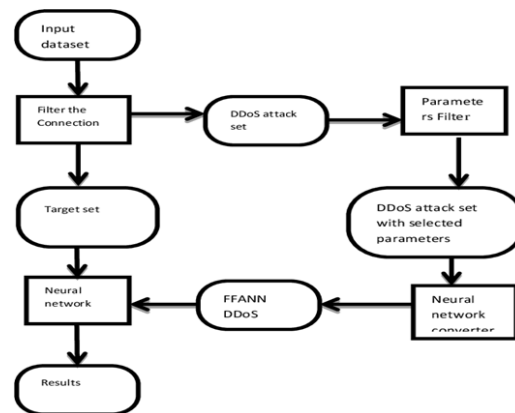 Input
dataset
Filter the
Connection
DDoS attack
set
Paramete
rs Filter
Target set
DDoS attack set
with selected
parameters
Neural
network
FFANN
DDoS
Neural
network
converter
Results